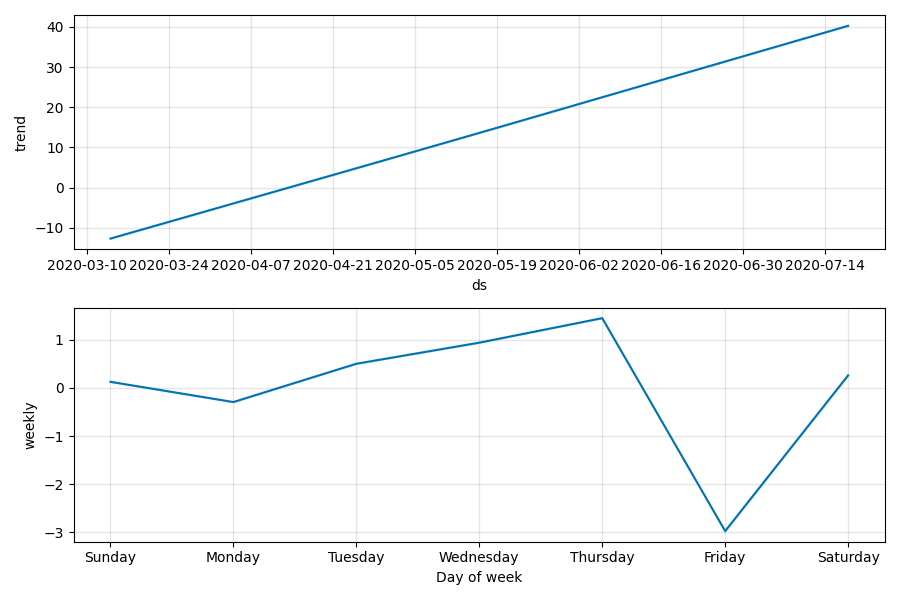 40
30
20
10
0
−10
trend
2020-03-10 2020-03-24 2020-04-07 2020-04-21 2020-05-05 2020-05-19 2020-06-02 2020-06-16 2020-06-30 2020-07-14
ds
1
0
−1
−2
−3
weekly
Sunday Monday Tuesday Wednesday Thursday Friday Saturday
Day of week